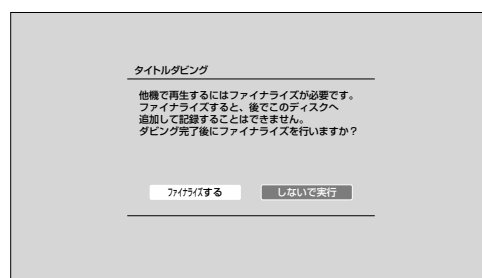 タイトルダビング
他機で再生するにはファイナライズが必要です。
ファイナライズすると、後でこのディスクへ
追加して記録することはできません。
ダビング完了後にファイナライズを行いますか？
ﾌｧｲﾅﾗｲｽﾞする
しないで実行